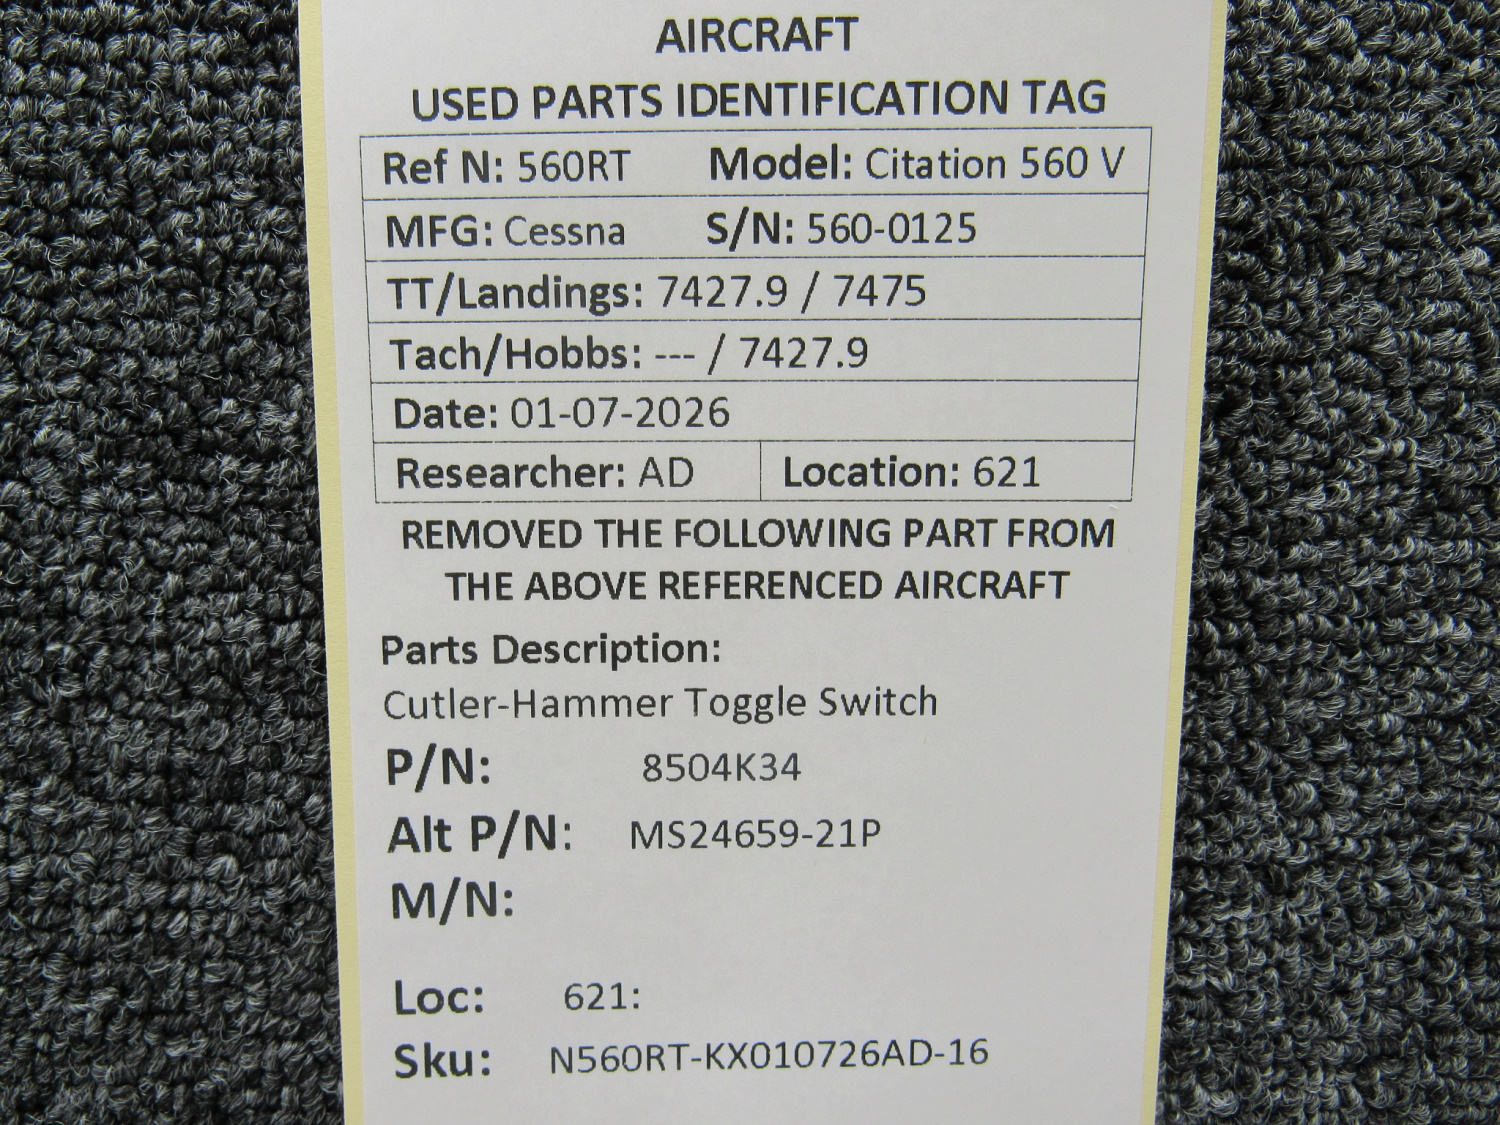 AIRCRAFT
USED PARTS IDENTIFICATION TAG
Ref N: 560RT Model: Citation 560 V
MFG: Cessna S/N: 560-0125
TT/Landings: 7427.9 / 7475
Tach/Hobbs: --- / 7427.9
Date: 01-07-2026
Researcher: AD Location: 621
REMOVED THE FOLLOWING PART FROM
THE ABOVE REFERENCED AIRCRAFT
Parts Description:
Cutler-Hammer Toggle Switch
P/N: 8504K34
Alt P/N: MS24659-21P
M/N:
Loc: 621:
Sku: N560RT-KX010726AD-16